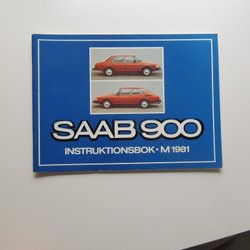 SAAB 900
INSTRUKTIONSBOK • M 1981